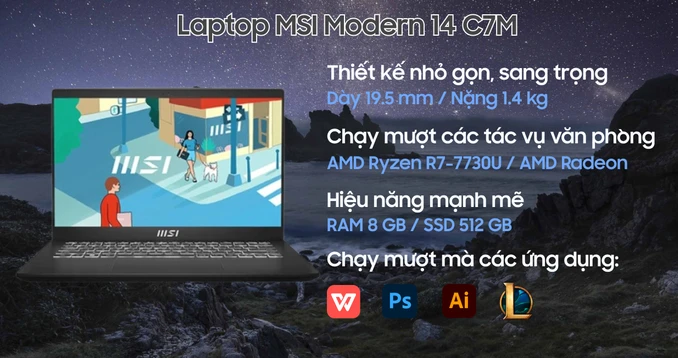 Laptop MSI Modern 14 C7M
Thiết kế nhỏ gọn, sang trọng
Dày 19.5 mm / Nặng 1.4 kg
Chạy mượt các tác vụ văn phòng
AMD Ryzen R7-7730U / AMD Radeon
Hiệu năng mạnh mẽ
RAM 8 GB / SSD 512 GB
Chạy mượt mà các ứng dụng:
msi
msi
W
Ps
Ai
L